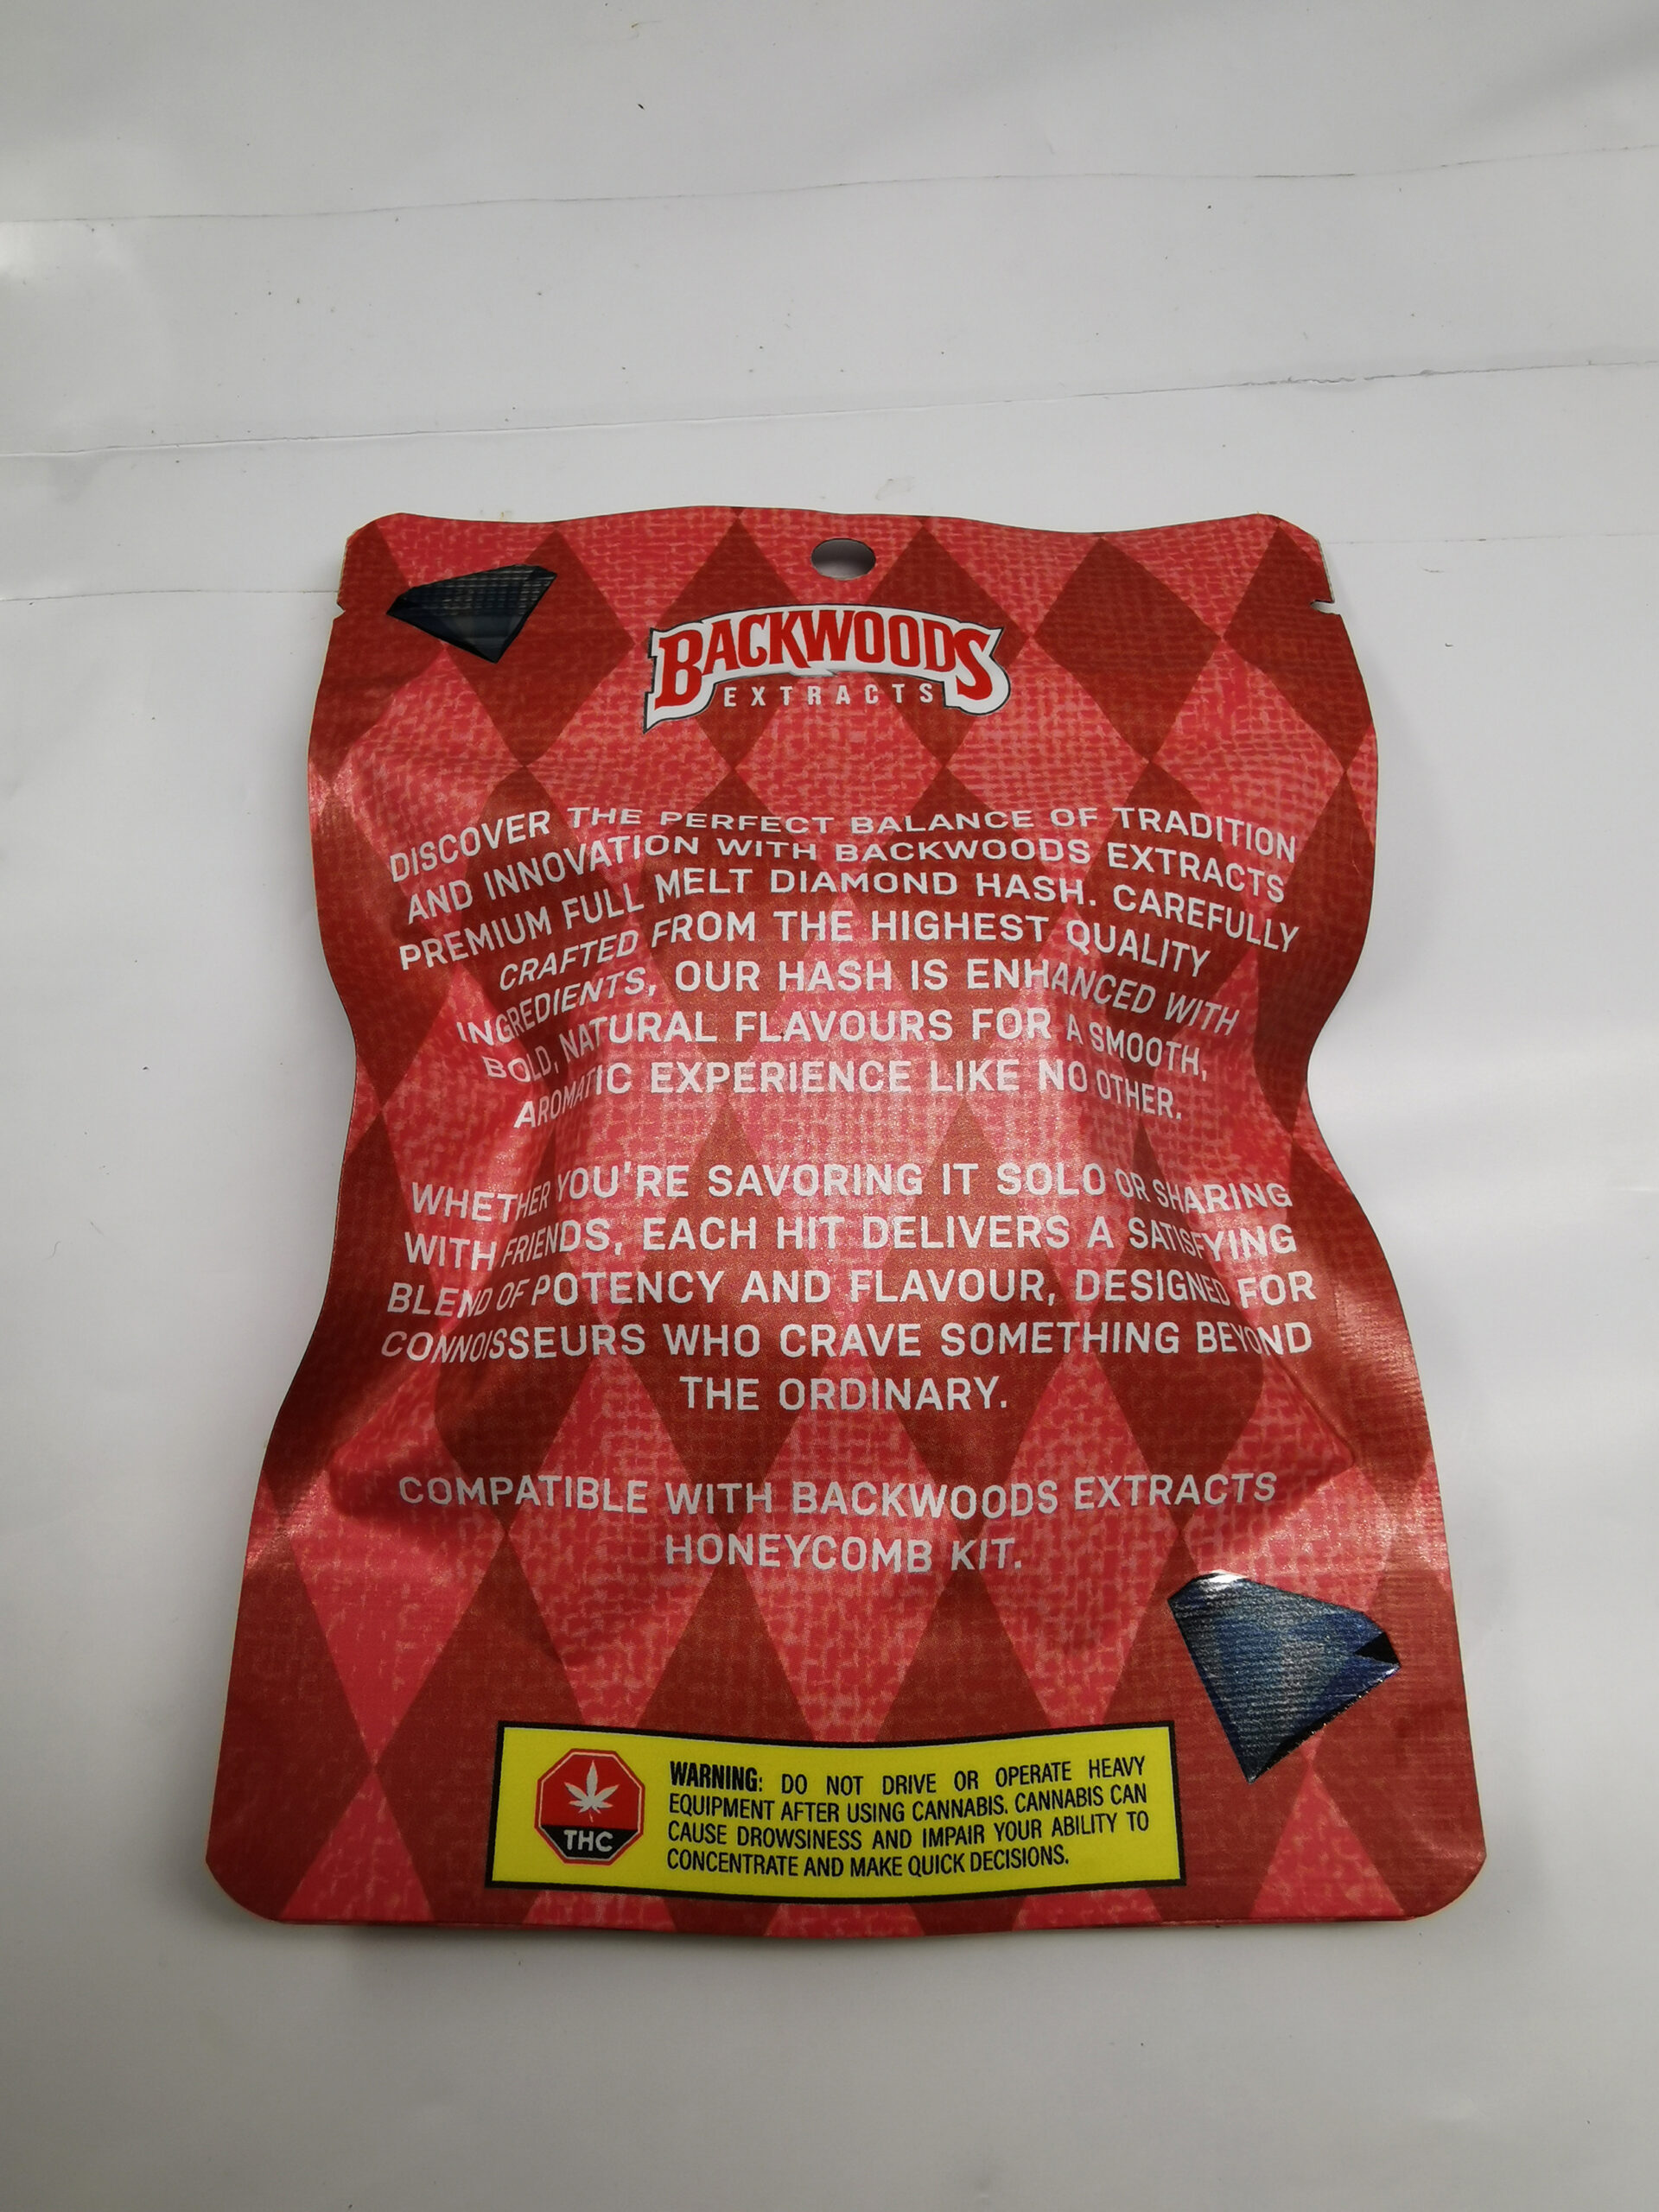 BACKWOODS
EXTRACTS
DISCOVER THE PERFECT BALANCE OF TRADITION
AND INNOVATION WITH BACKWOODS EXTRACTS
PREMIUM FULL MELT DIAMOND HASH. CAREFULLY
CRAFTED FROM THE HIGHEST QUALITY
INGREDIENTS, OUR HASH IS ENHANCED WITH
BOLD, NATURAL FLAVOURS FOR A SMOOTH,
AROMATIC EXPERIENCE LIKE NO OTHER.
WHETHER YOU'RE SAVORING IT SOLO OR SHARING
WITH FRIENDS, EACH HIT DELIVERS A SATISFYING
BLEND OF POTENCY AND FLAVOUR, DESIGNED FOR
CONNOISSEURS WHO CRAVE SOMETHING BEYOND
THE ORDINARY.
COMPATIBLE WITH BACKWOODS EXTRACTS
HONEYCOMB KIT.
THC
WARNING: DO NOT DRIVE OR OPERATE HEAVY
EQUIPMENT AFTER USING CANNABIS. CANNABIS CAN
CAUSE DROWSINESS AND IMPAIR YOUR ABILITY TO
CONCENTRATE AND MAKE QUICK DECISIONS.